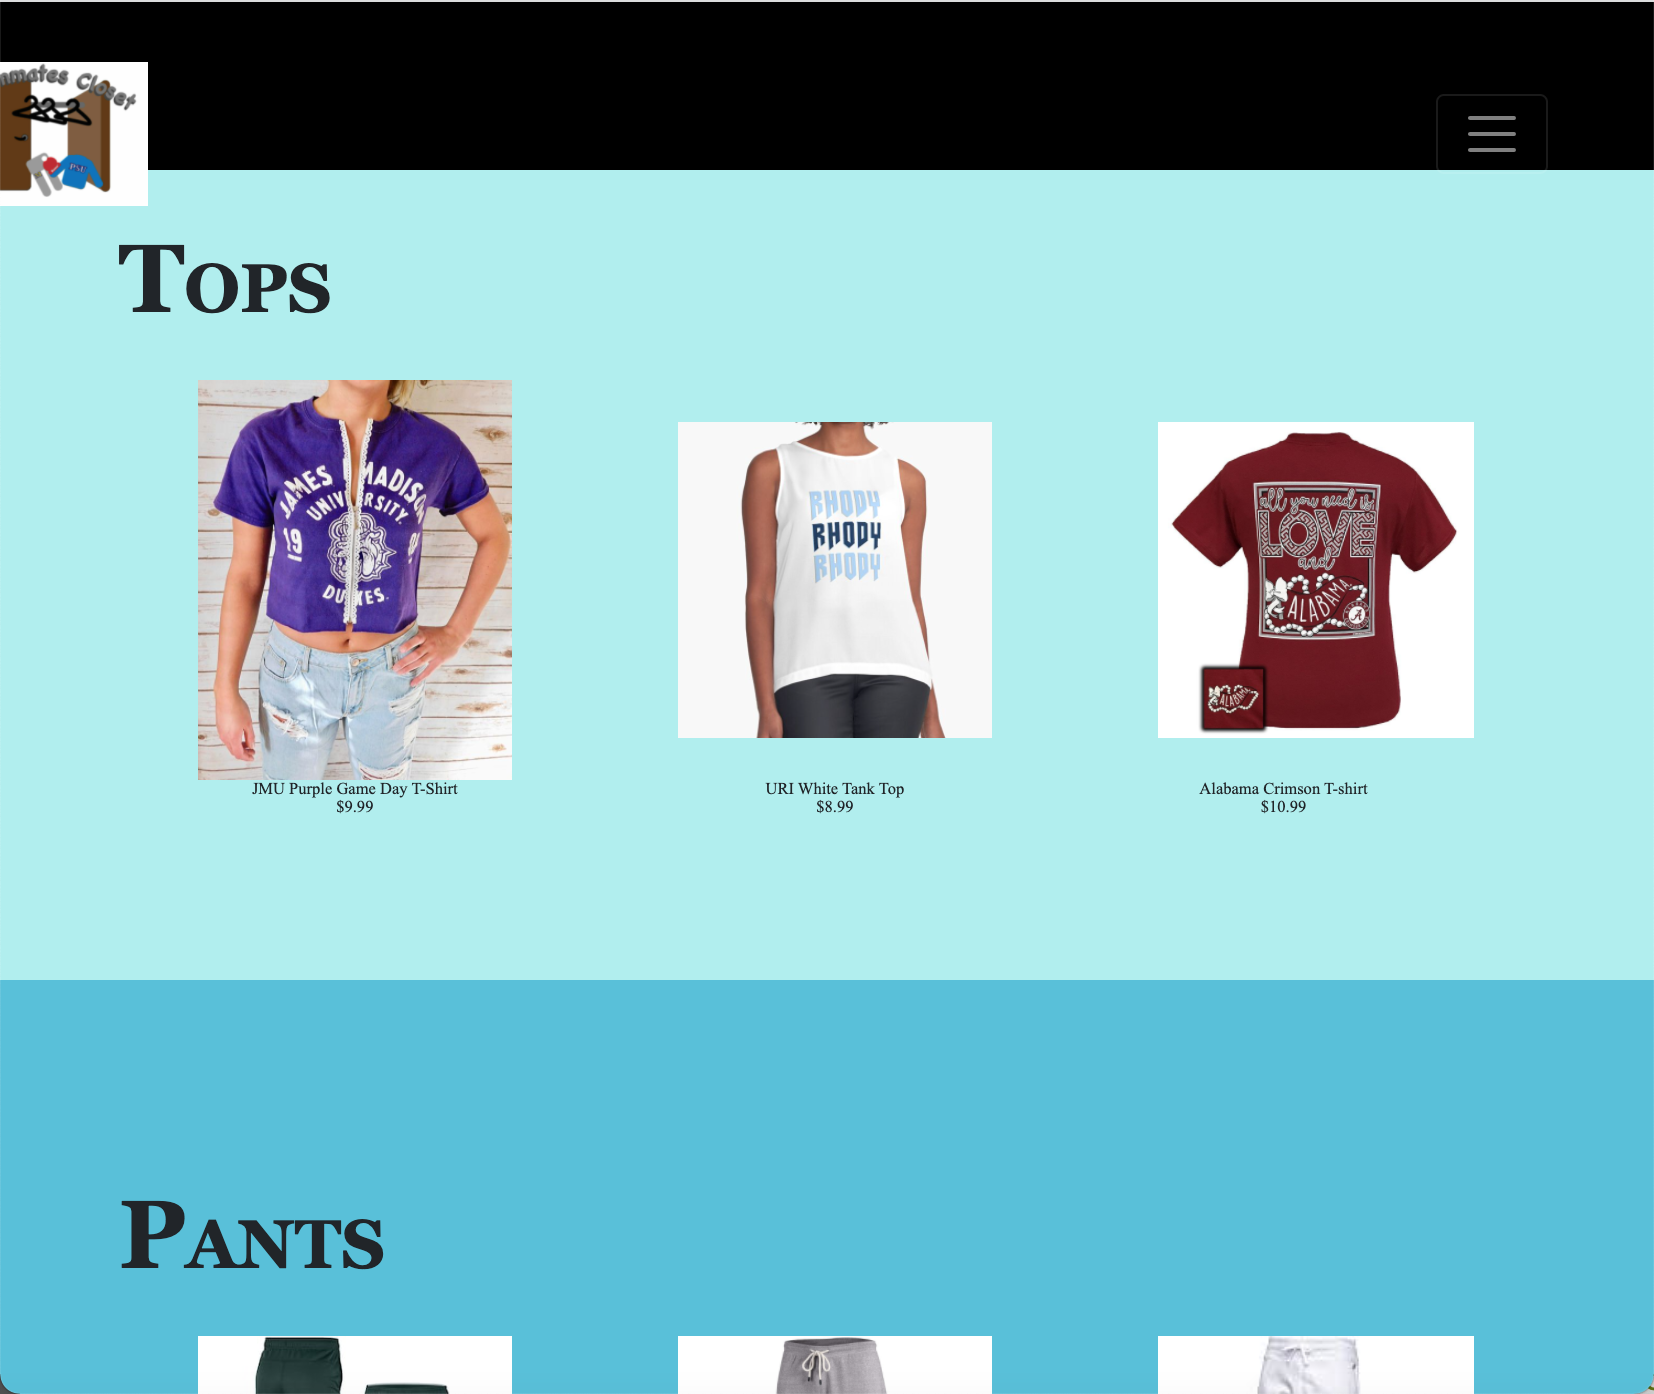 mates Closet
PSU
Tops
JAMES MADISON
UNIVERSITY.
19
DUKES.
RHODY
RHODY
RHODY
all you need is
LOVE
and
ALABAMA
A
ALABAMA
JMU Purple Game Day T-Shirt
$9.99
URI White Tank Top
$8.99
Alabama Crimson T-shirt
$10.99
Pants